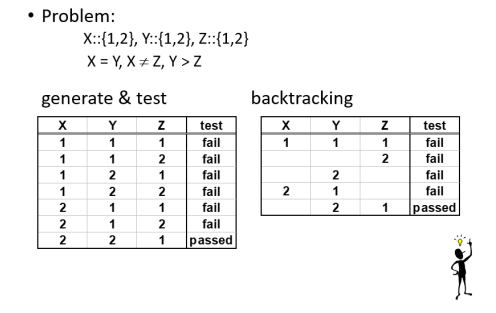 • Problem:
X::{1,2}, Y::{1,2}, Z::{1,2}
X = Y, X ≠ Z, Y > Z
generate & test
X Y Z test
1 1 1 fail
1 1 2 fail
1 2 1 fail
1 2 2 fail
2 1 1 fail
2 1 2 fail
2 2 1 passed
backtracking
X Y Z test
1 1 1 fail
2 fail
2 fail
2 1 fail
2 1 passed